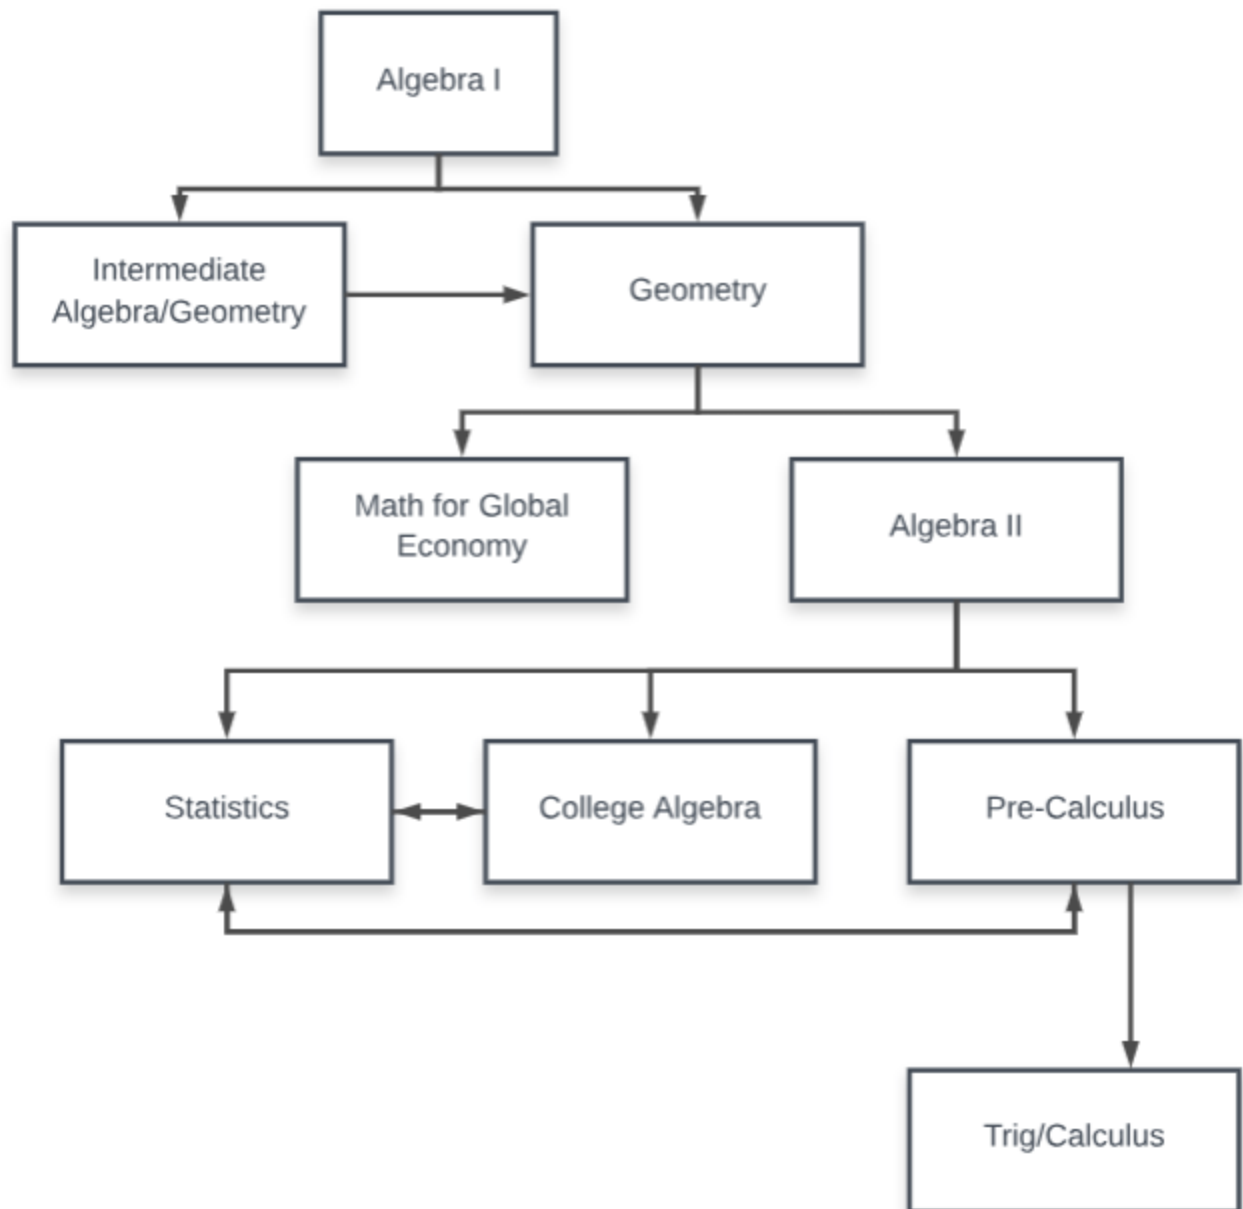 Algebra I
Intermediate
Algebra/Geometry
Geometry
Math for Global
Economy
Algebra II
Statistics
College Algebra
Pre-Calculus
Trig/Calculus